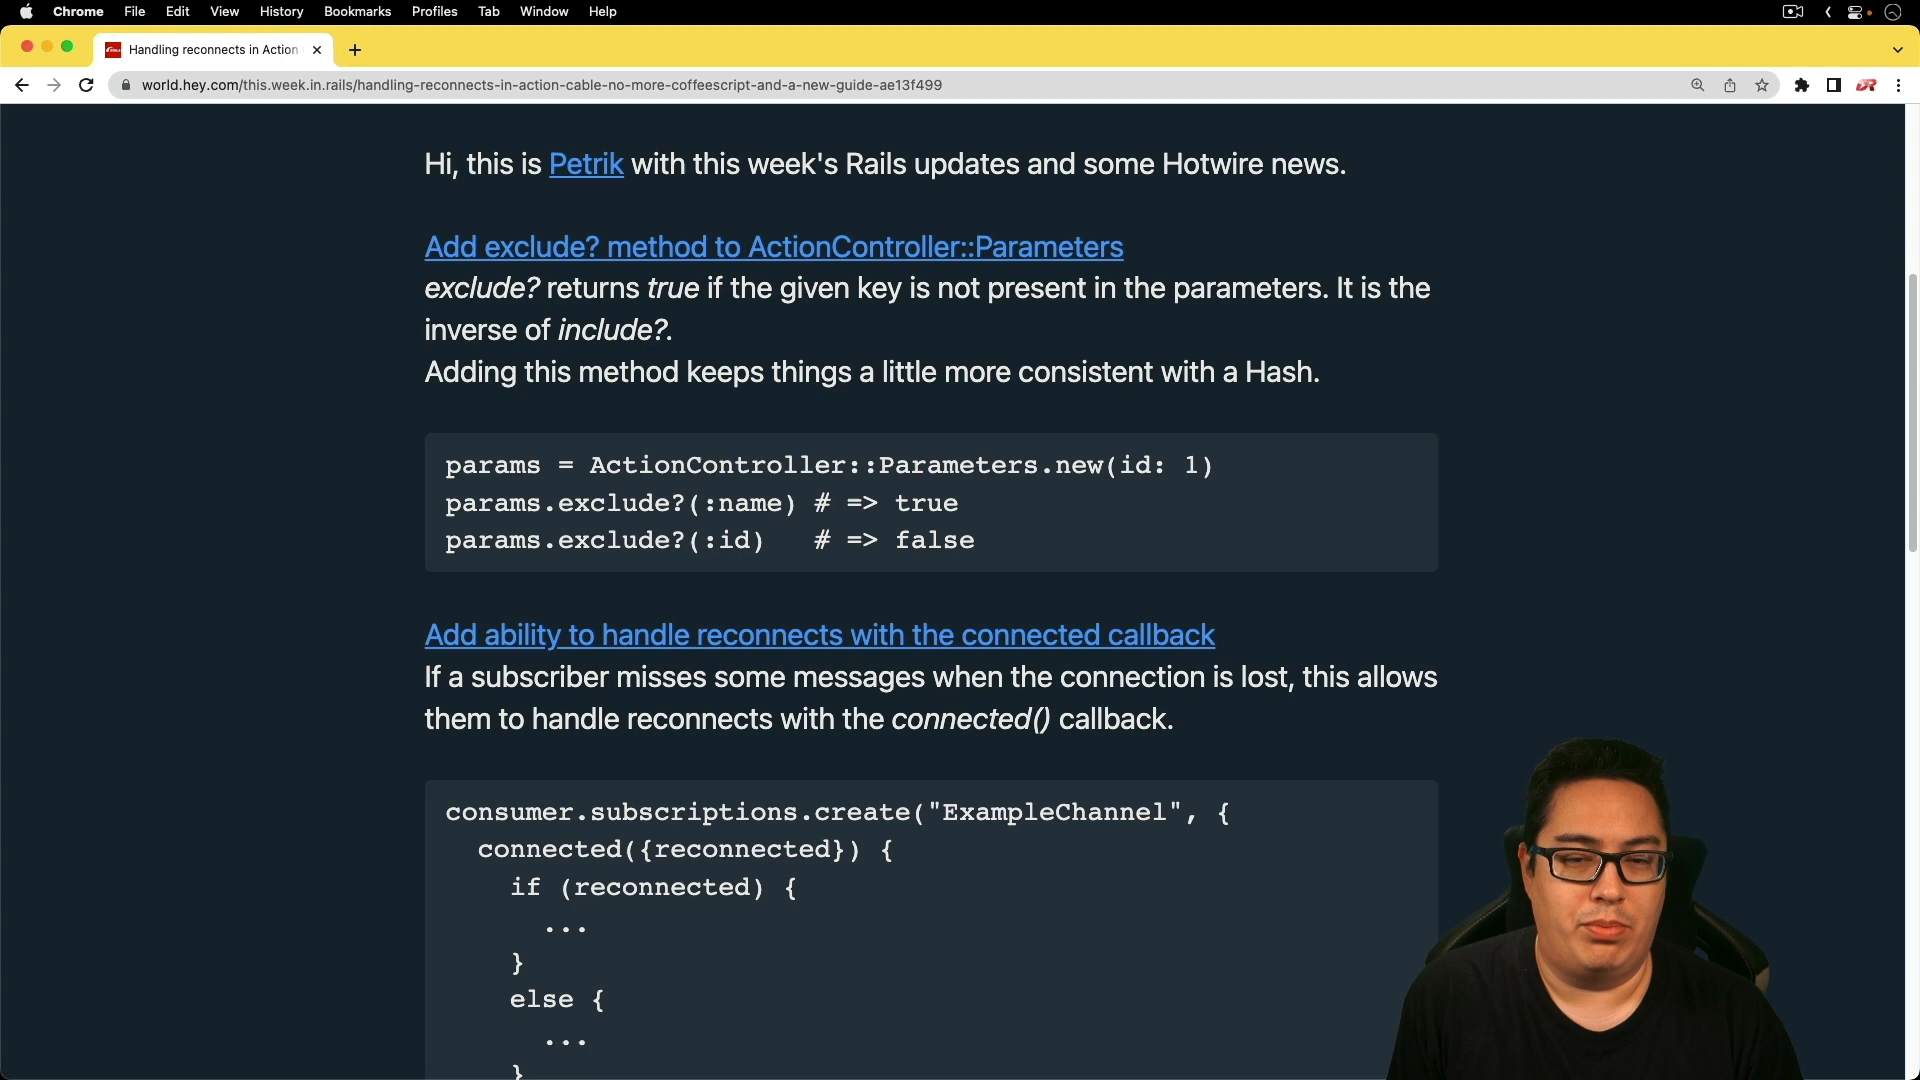 Chrome File Edit View History Bookmarks Profiles Tab Window Help
Handling reconnects in Action
world.hey.com/this.week.in.rails/handling-reconnects-in-action-cable-no-more-coffeescript-and-a-new-guide-ae13f499
Hi, this is Petrik with this week's Rails updates and some Hotwire news.
Add exclude? method to ActionController::Parameters
exclude? returns true if the given key is not present in the parameters. It is the
inverse of include?.
Adding this method keeps things a little more consistent with a Hash.
params = ActionController::Parameters.new(id: 1)
params.exclude?(:name) # => true
params.exclude?(:id)   # => false
Add ability to handle reconnects with the connected callback
If a subscriber misses some messages when the connection is lost, this allows
them to handle reconnects with the connected() callback.
consumer.subscriptions.create("ExampleChannel", {
  connected({reconnected}) {
    if (reconnected) {
      ...
    }
    else {
      ...
    }